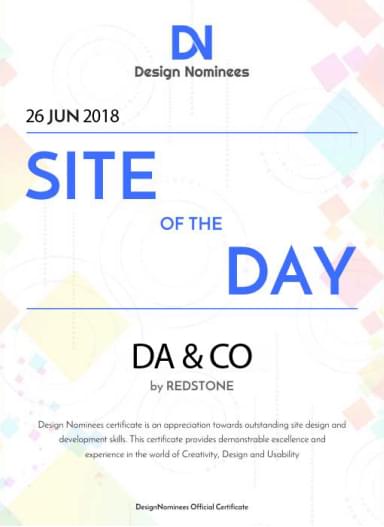 DN
Design Nominees
26 JUN 2018
SITE
OF THE
DAY
DA & CO
by REDSTONE
Design Nominees certificate is an appreciation towards outstanding site design and
development skills. This certificate provides demonstrable excellence and
experience in the world of Creativity, Design and Usability
DesignNominees Official Certificate